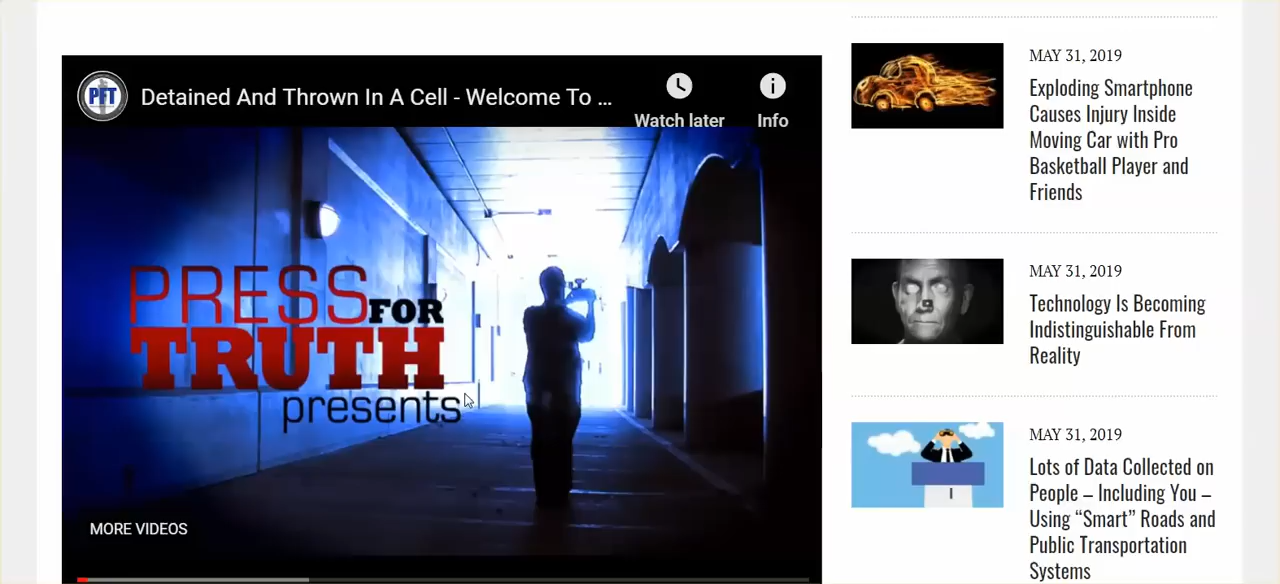 PFT
Detained And Thrown In A Cell - Welcome To ...
Watch later
Info
PRESS FOR
TRUTH
presents
MORE VIDEOS
MAY 31, 2019
Exploding Smartphone
Causes Injury Inside
Moving Car with Pro
Basketball Player and
Friends
MAY 31, 2019
Technology Is Becoming
Indistinguishable From
Reality
MAY 31, 2019
Lots of Data Collected on
People – Including You –
Using “Smart” Roads and
Public Transportation
Systems